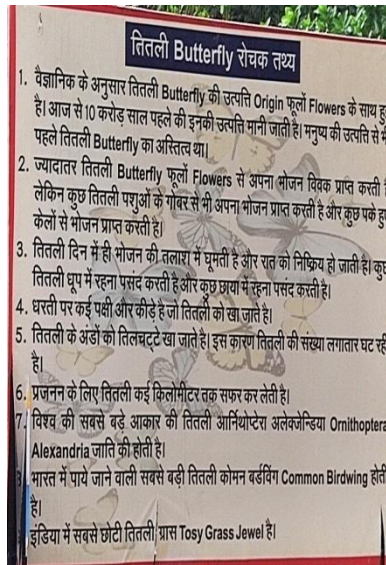 तितली Butterfly रोचक तथ्य
1. वैज्ञानिक के अनुसार तितली Butterfly की उत्पत्ति Origin फूलों Flowers के साथ
है। आज से 10 करोड़ साल पहले की इनकी उत्पत्ति मानी जाती है। मनुष्य की उत्पत्ति से
पहले तितली Butterfly का अस्तित्व था।
2. ज्यादातर तितली Butterfly फूलों Flowers से अपना भोजन विवक प्राप्त करती
लेकिन कुछ तितली पशुओं के गोबर से भी अपना भोजन प्राप्त करती है और कुछ पके
केलों से भोजन प्राप्त करती है।
3. तितली दिन में ही भोजन की तलाश में घूमती है और रात को निष्क्रिय हो जाती है। कुछ
तितली धूप में रहना पसंद करती है और कुछ छाया में रहना पसंद करती है।
4. धरती पर कई पक्षी और कीड़े है जो तितली को खा जाते है।
5. तितली के अंडों को तिलचट्टे खा जाते है। इस कारण तितली की संख्या लगातार घट रही
है।
6. प्रजनन के लिए तितली कई किलोमीटर तक सफर कर लेती है।
7. विश्व की सबसे बड़े आकार की तितली आर्निथोप्टेरा अलेक्जेन्डिया Ornithoptera
Alexandria जाति की होती है।
भारत में पाये जाने वाली सबसे बड़ी तितली कोमन बर्डविंग Common Birdwing होती
है।
इंडिया में सबसे छोटी तितली ग्रास Tosy Grass Jewel है।